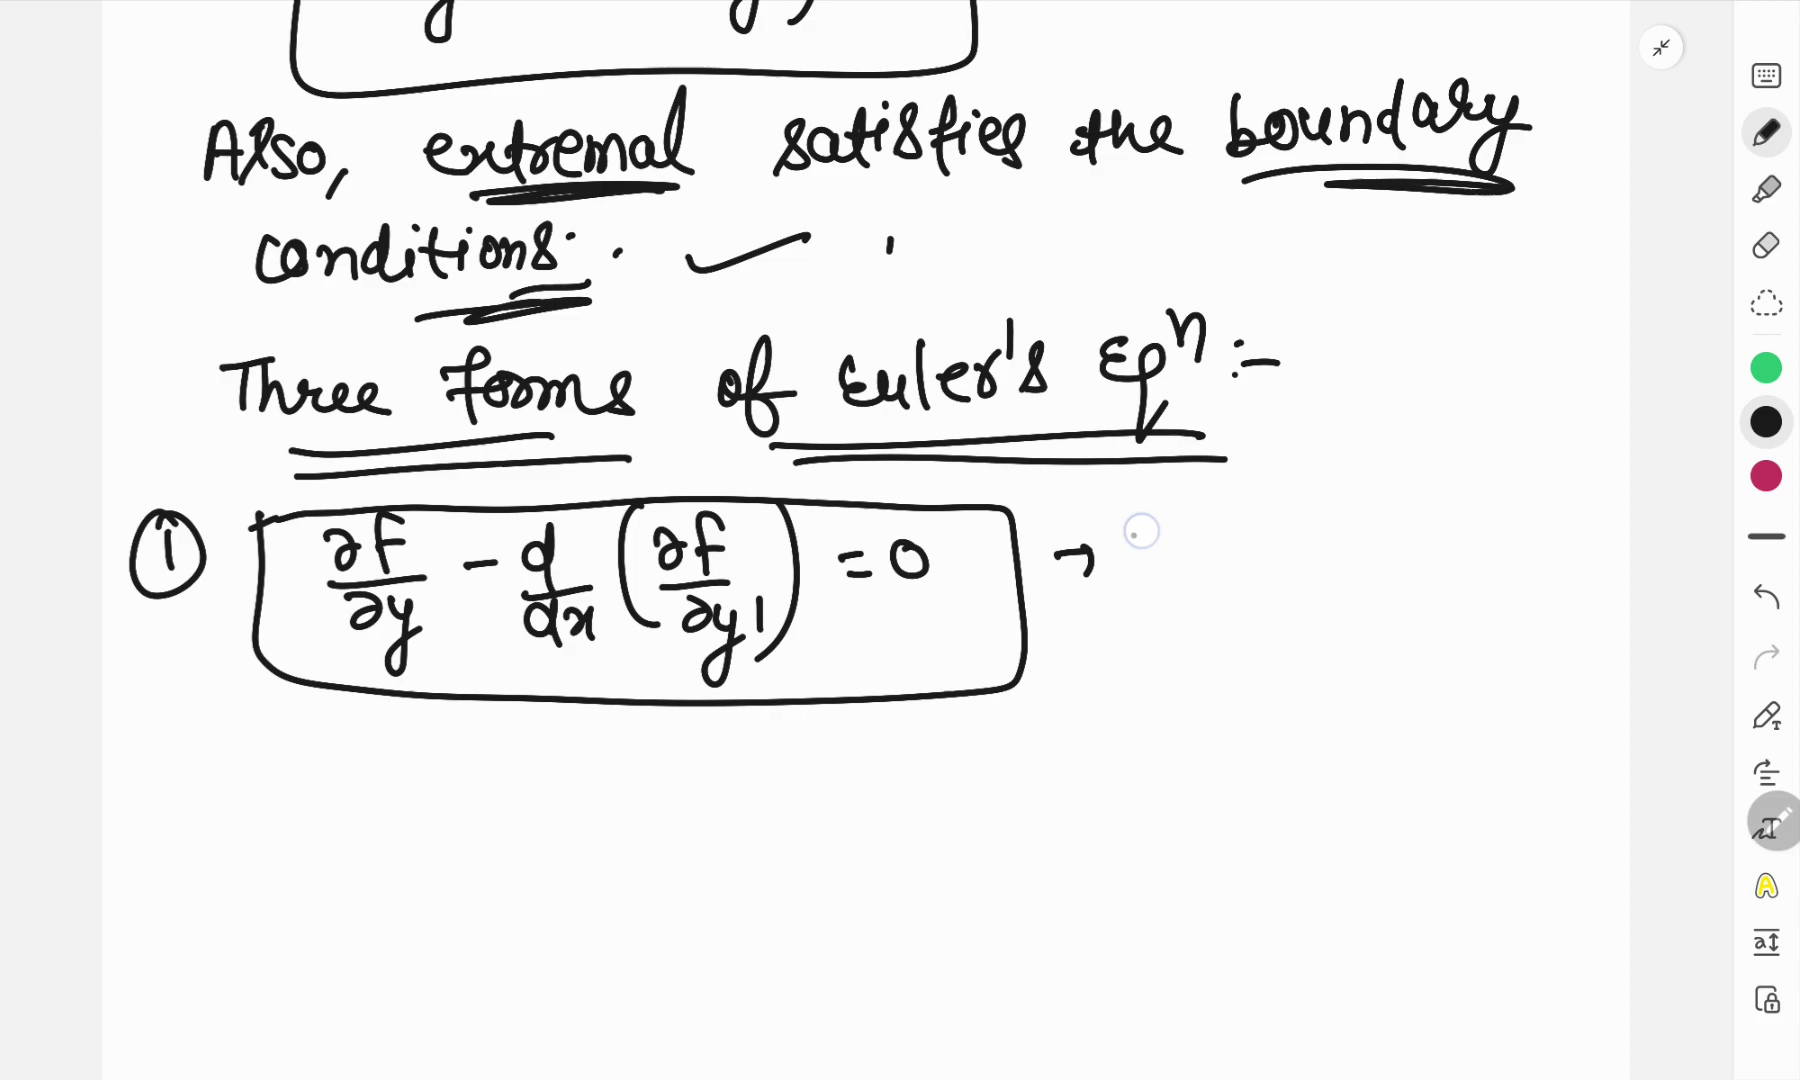 Also, extremal satisfies the boundary
conditions.
Three Forms of Euler's Eqⁿ :-
① ∂F/∂y - d/dx (∂F/∂y') = 0 →